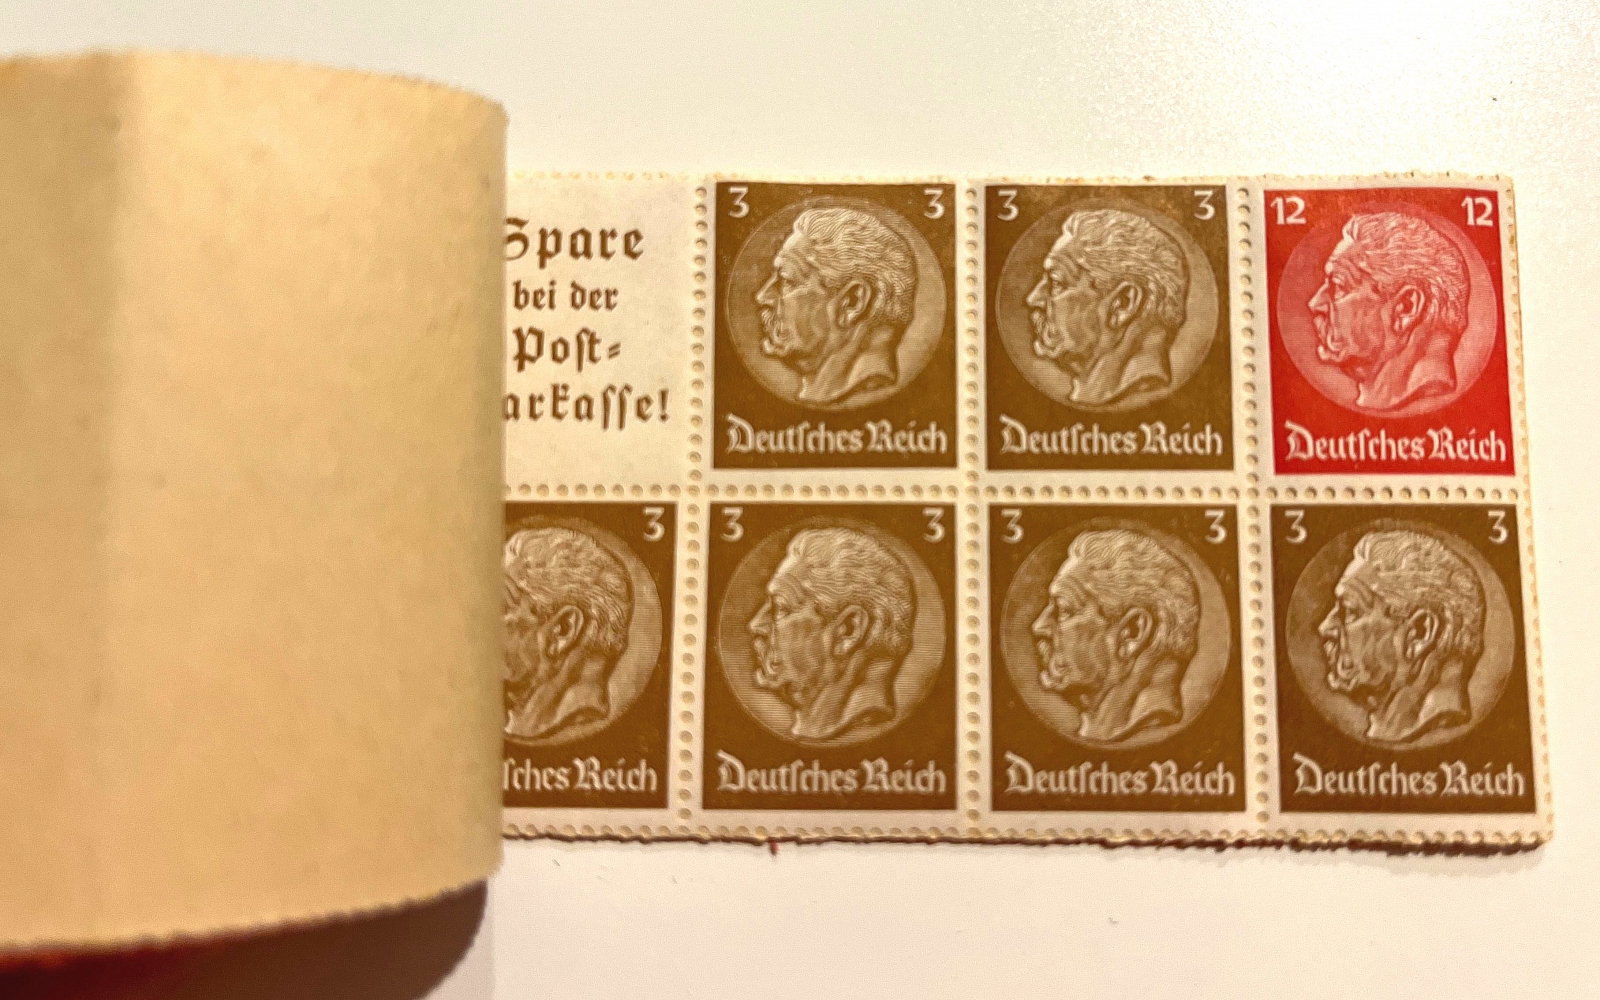 Spare
bei der
Poſt=
arkaſſe!
3 3
Deutſches Reich
3 3
Deutſches Reich
12 12
Deutſches Reich
3
ſches Reich
3 3
Deutſches Reich
3 3
Deutſches Reich
3 3
Deutſches Reich